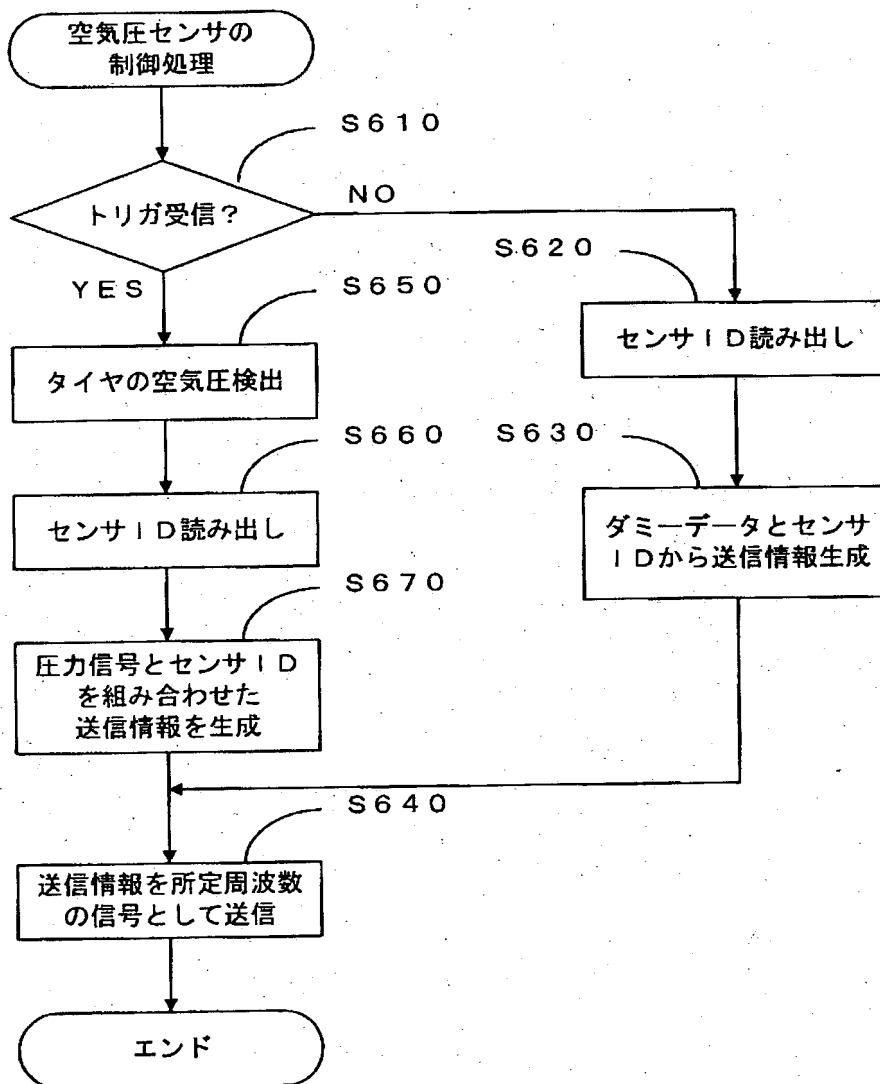 空気圧センサの
制御処理
S610
トリガ受信?
NO
YES
S620
センサID読み出し
S650
タイヤの空気圧検出
S660
センサID読み出し
S630
ダミーデータとセンサ
IDから送信情報生成
S670
圧力信号とセンサID
を組み合わせた
送信情報を生成
S640
送信情報を所定周波数
の信号として送信
エンド